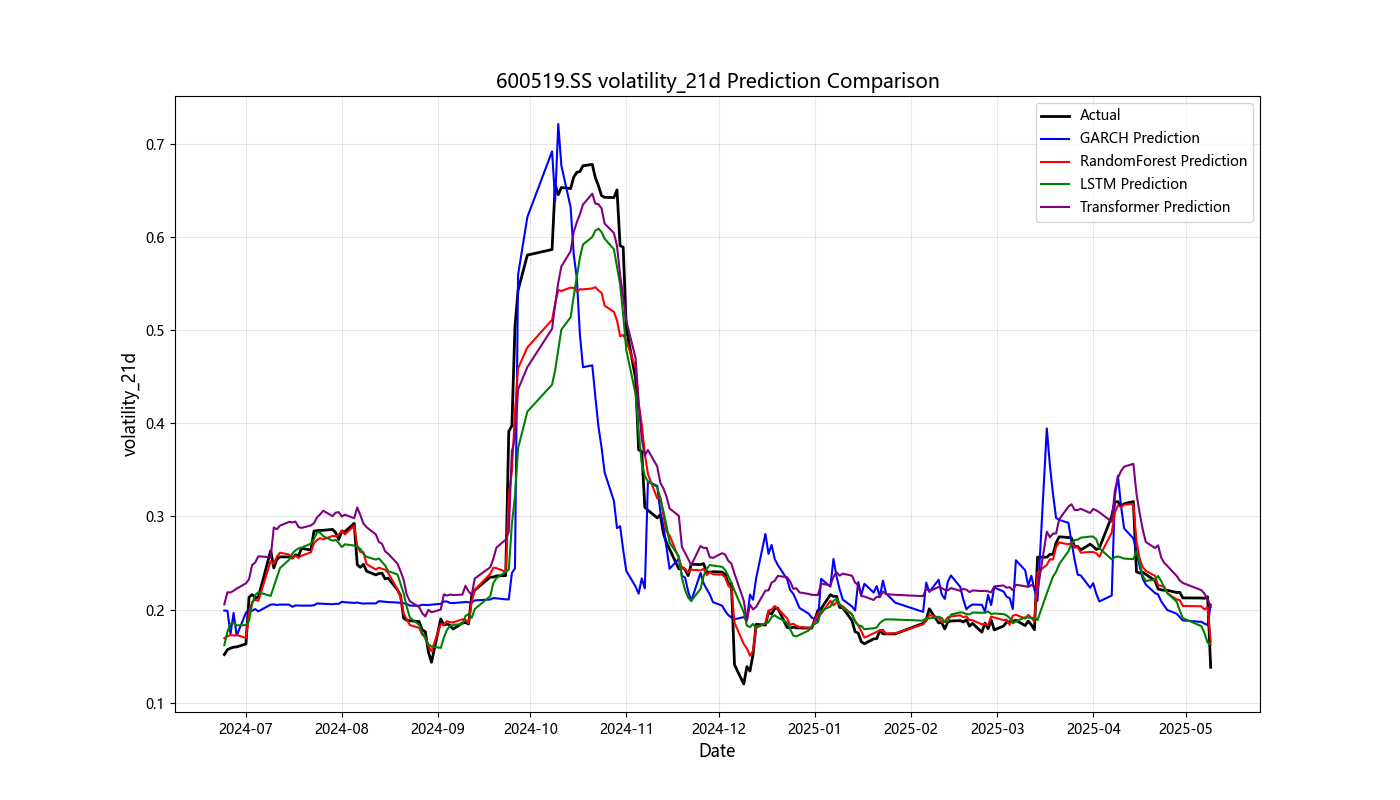 600519.SS volatility_21d Prediction Comparison
Actual
GARCH Prediction
RandomForest Prediction
LSTM Prediction
Transformer Prediction
volatility_21d
0.7
0.6
0.5
0.4
0.3
0.2
0.1
2024-07 2024-08 2024-09 2024-10 2024-11 2024-12 2025-01 2025-02 2025-03 2025-04 2025-05
Date